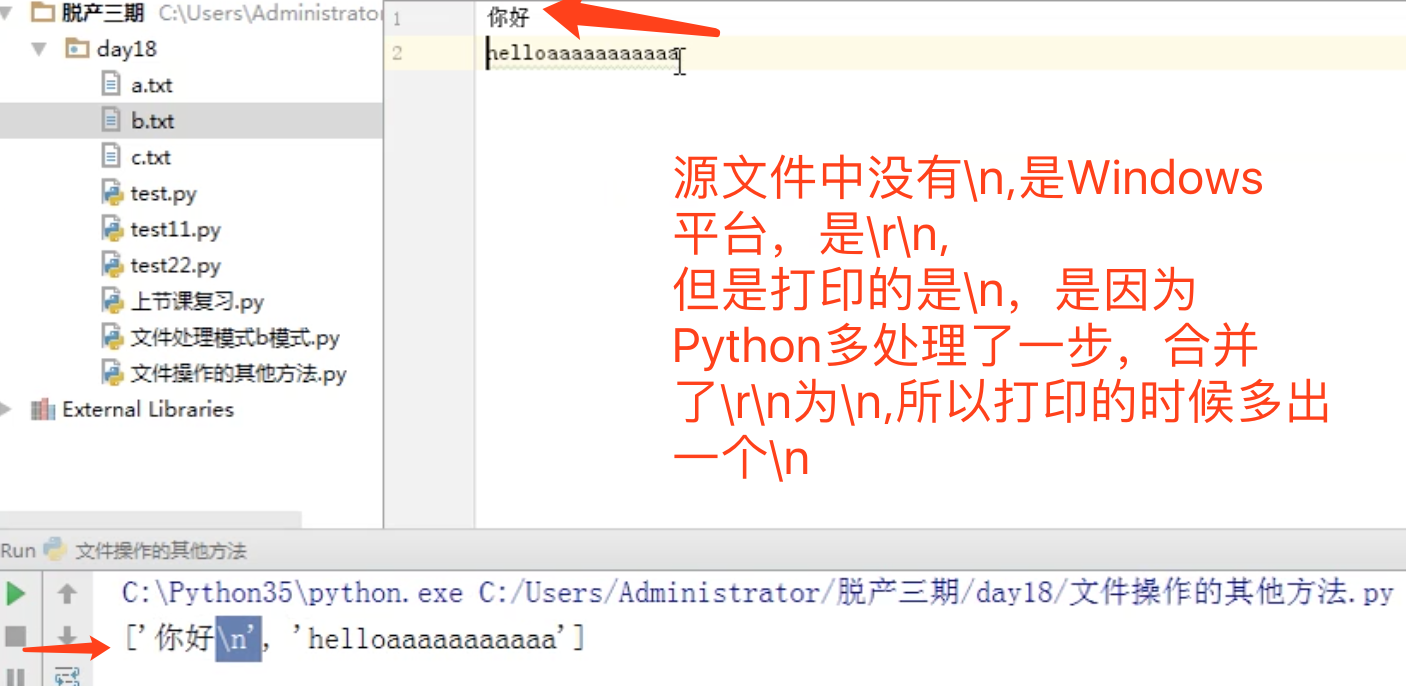 脱产三期 C:\Users\Administrator
day18
a.txt
b.txt
c.txt
test.py
test11.py
test22.py
上节课复习.py
文件处理模式b模式.py
文件操作的其他方法.py
External Libraries
1 你好
2 helloaaaaaaaaaaa
源文件中没有\n,是Windows
平台，是\r\n,
但是打印的是\n，是因为
Python多处理了一步，合并
了\r\n为\n,所以打印的时候多出
一个\n
Run 文件操作的其他方法
C:\Python35\python.exe C:/Users/Administrator/脱产三期/day18/文件操作的其他方法.py
['你好\n', 'helloaaaaaaaaaaa']